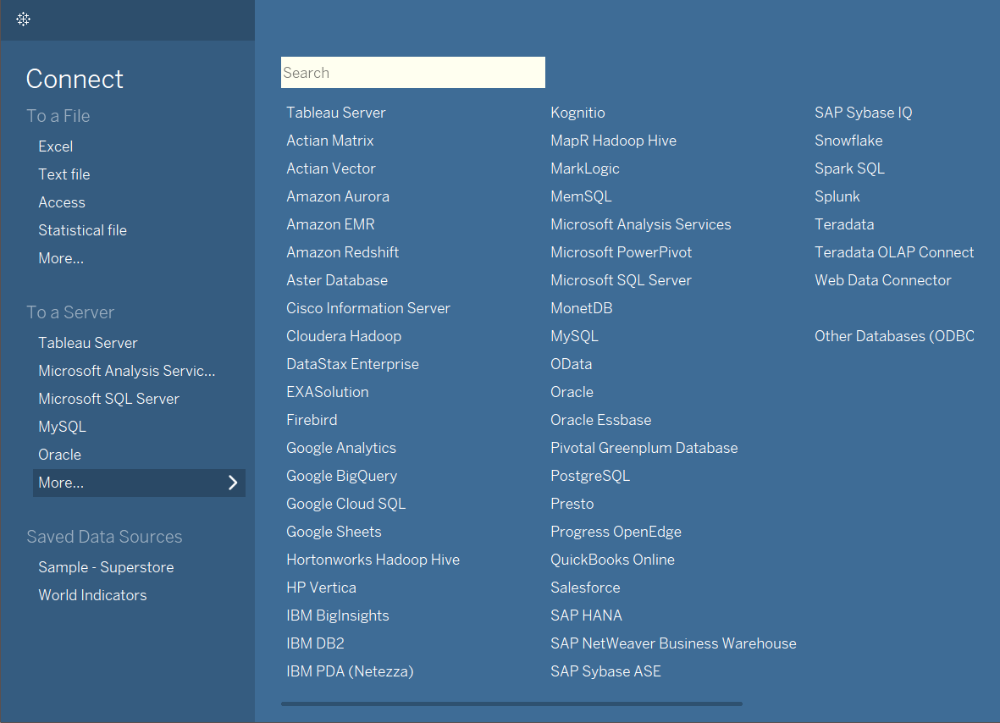 Connect
To a File
Excel
Text file
Access
Statistical file
More...
To a Server
Tableau Server
Microsoft Analysis Servic...
Microsoft SQL Server
MySQL
Oracle
More...
Saved Data Sources
Sample - Superstore
World Indicators
Search
Tableau Server
Actian Matrix
Actian Vector
Amazon Aurora
Amazon EMR
Amazon Redshift
Aster Database
Cisco Information Server
Cloudera Hadoop
DataStax Enterprise
EXASolution
Firebird
Google Analytics
Google BigQuery
Google Cloud SQL
Google Sheets
Hortonworks Hadoop Hive
HP Vertica
IBM BigInsights
IBM DB2
IBM PDA (Netezza)
Kognitio
MapR Hadoop Hive
MarkLogic
MemSQL
Microsoft Analysis Services
Microsoft PowerPivot
Microsoft SQL Server
MonetDB
MySQL
OData
Oracle
Oracle Essbase
Pivotal Greenplum Database
PostgreSQL
Presto
Progress OpenEdge
QuickBooks Online
Salesforce
SAP HANA
SAP NetWeaver Business Warehouse
SAP Sybase ASE
SAP Sybase IQ
Snowflake
Spark SQL
Splunk
Teradata
Teradata OLAP Connect
Web Data Connector
Other Databases (ODBC